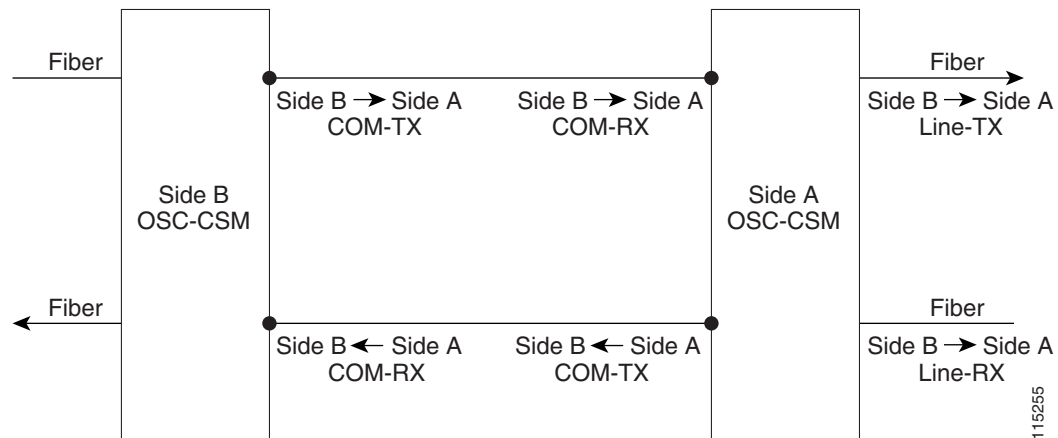 Fiber
Fiber
Side B → Side A
COM-TX
Side B → Side A
COM-RX
Side B → Side A
Line-TX
Side B
OSC-CSM
Side A
OSC-CSM
Fiber
Fiber
Side B ← Side A
COM-RX
Side B ← Side A
COM-TX
Side B → Side A
Line-RX
115255